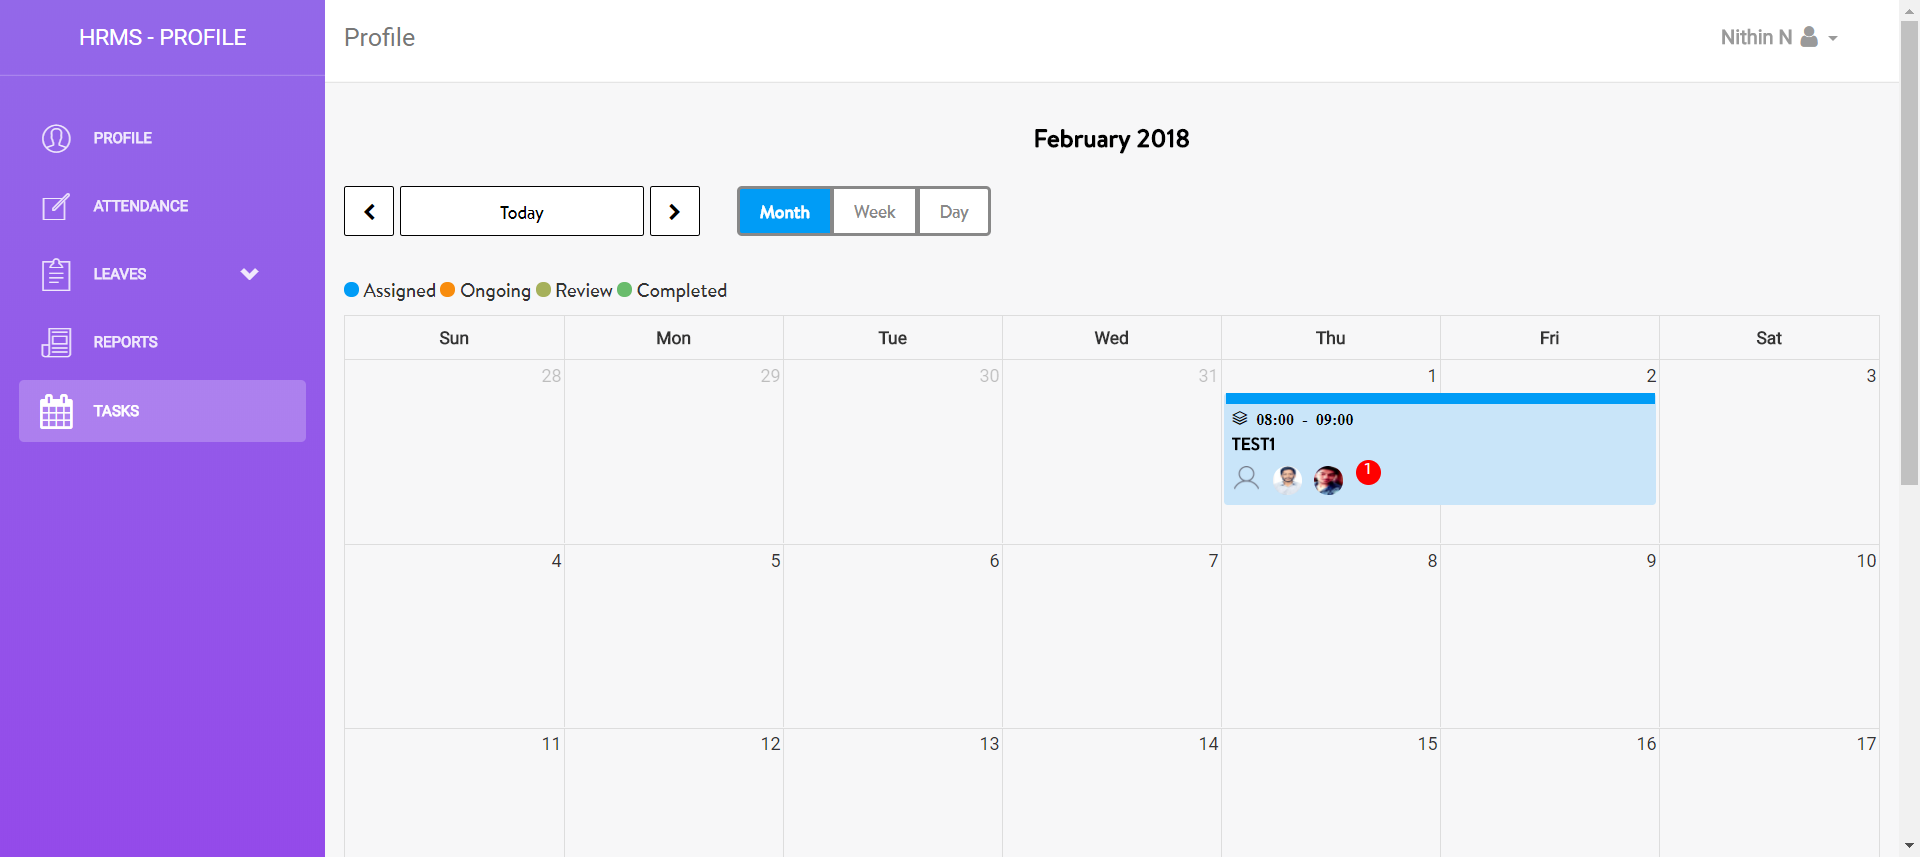 HRMS - PROFILE
Profile
Nithin N
PROFILE
ATTENDANCE
LEAVES
REPORTS
TASKS
February 2018
Today
Month Week Day
Assigned Ongoing Review Completed
Sun Mon Tue Wed Thu Fri Sat
28 29 30 31 1 2 3
08:00 - 09:00
TEST1
1
4 5 6 7 8 9 10
11 12 13 14 15 16 17